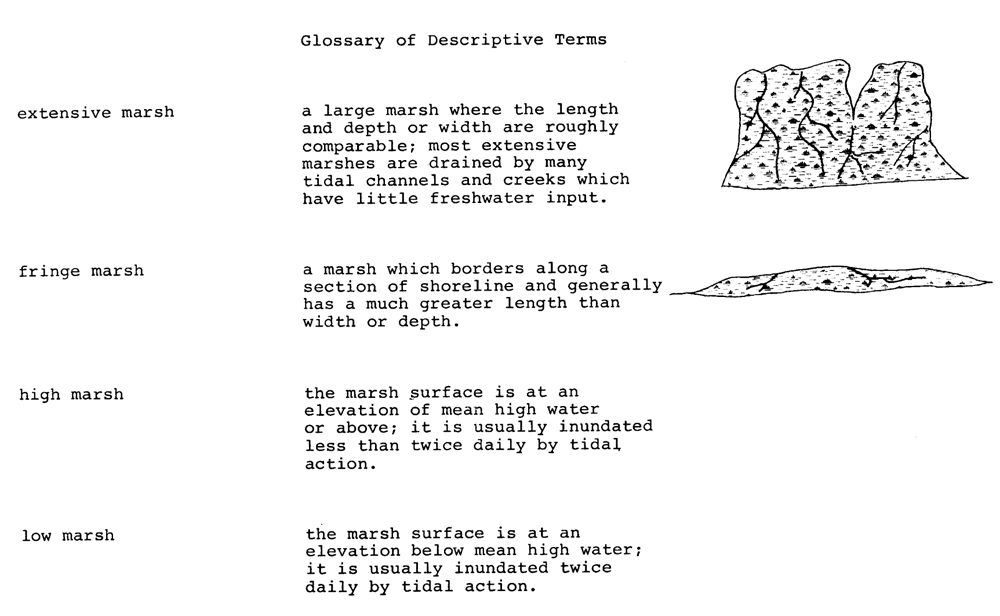 Glossary of Descriptive Terms
extensive marsh
a large marsh where the length
and depth or width are roughly
comparable; most extensive
marshes are drained by many
tidal channels and creeks which
have little freshwater input.
fringe marsh
a marsh which borders along a
section of shoreline and generally
has a much greater length than
width or depth.
high marsh
the marsh surface is at an
elevation of mean high water
or above; it is usually inundated
less than twice daily by tidal
action.
low marsh
the marsh surface is at an
elevation below mean high water;
it is usually inundated twice
daily by tidal action.